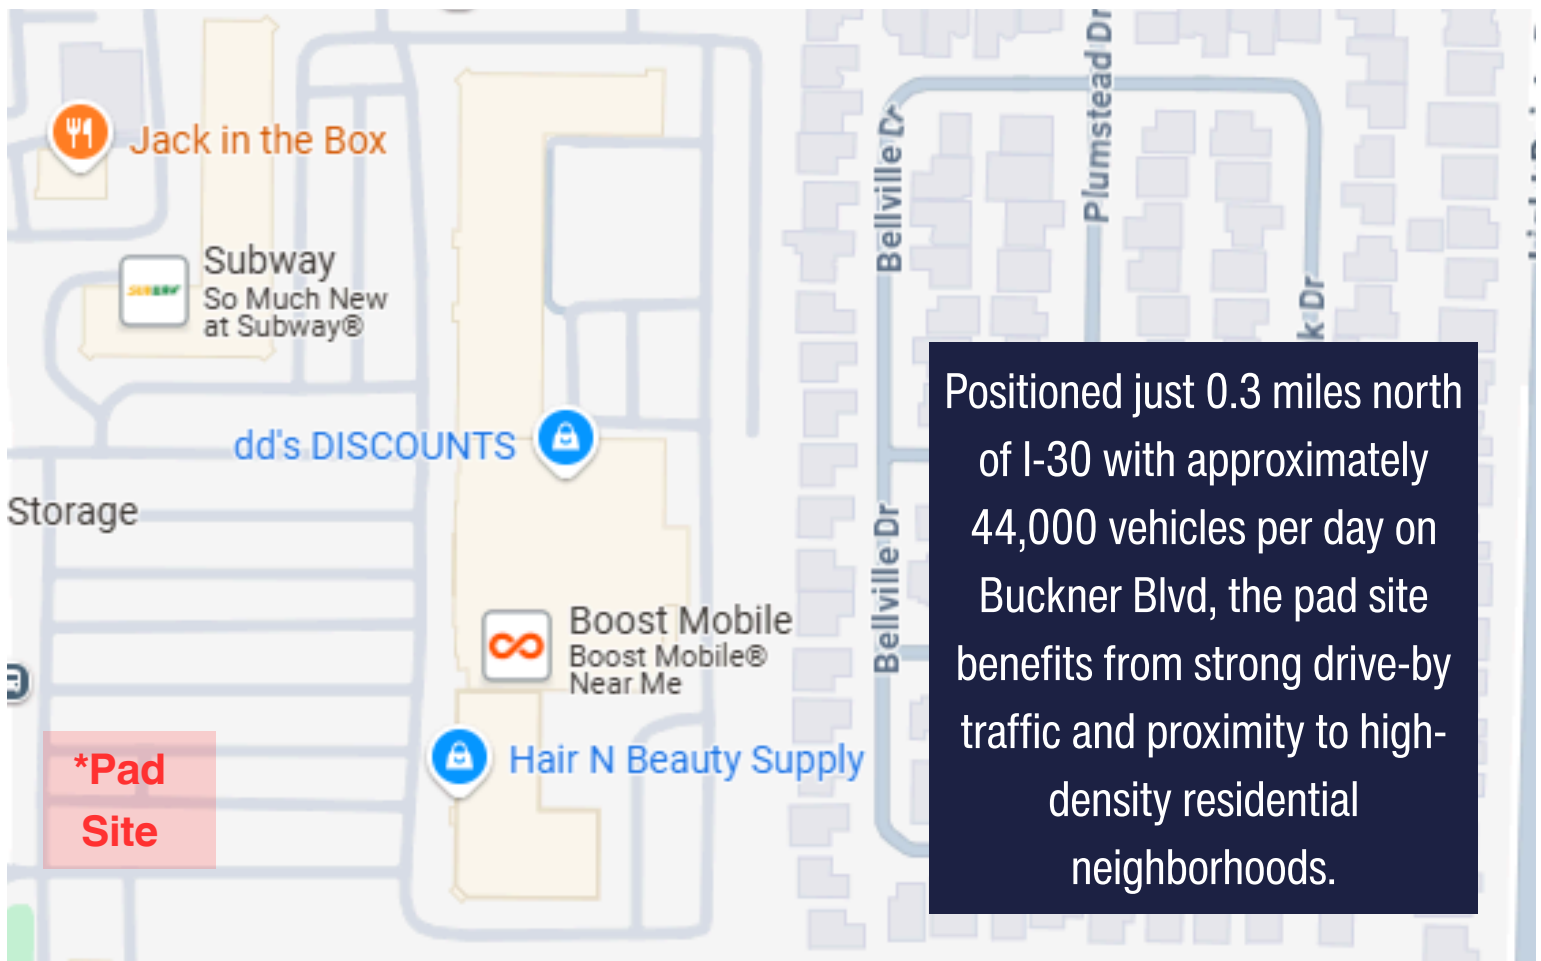 Jack in the Box
Subway
So Much New
at Subway®
SUBWAY
dd's DISCOUNTS
Storage
Boost Mobile
Boost Mobile®
Near Me
Hair N Beauty Supply
*Pad
Site
Bellville Dr
Bellville Dr
Plumstead Dr
k Dr
Positioned just 0.3 miles north
of I-30 with approximately
44,000 vehicles per day on
Buckner Blvd, the pad site
benefits from strong drive-by
traffic and proximity to high-
density residential
neighborhoods.